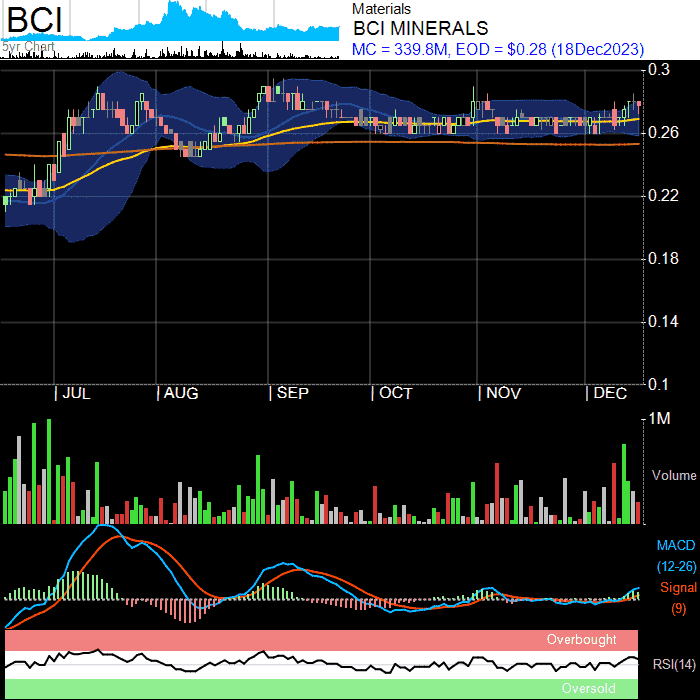 BCI
5yr Chart
Materials
BCI MINERALS
MC = 339.8M, EOD = $0.28 (18Dec2023)
0.3
0.26
0.22
0.18
0.14
0.1
JUL AUG SEP OCT NOV DEC
1M
Volume
MACD
(12-26)
Signal
(9)
Overbought
RSI(14)
Oversold